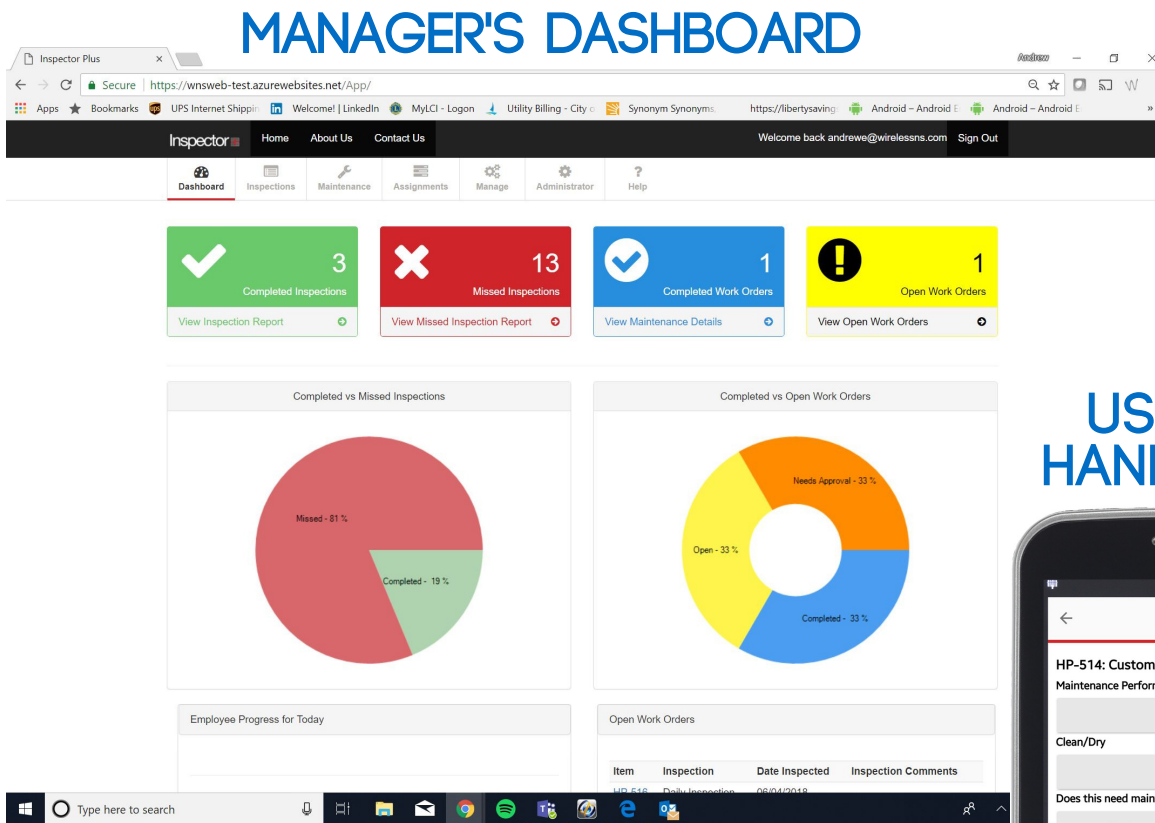 MANAGER'S DASHBOARD
Inspector Plus
Andrew
Secure https://wnsweb-test.azurewebsites.net/App/
Apps Bookmarks UPS Internet Shippin Welcome! | LinkedIn MyLCI - Logon Utility Billing - City o Synonym Synonyms https://libertysaving Android – Android E Android – Android E »
Inspector Home About Us Contact Us Welcome back andrewe@wirelessns.com Sign Out
Dashboard Inspections Maintenance Assignments Manage Administrator Help
3 13 1 1
Completed Inspections Missed Inspections Completed Work Orders Open Work Orders
View Inspection Report View Missed Inspection Report View Maintenance Details View Open Work Orders
Completed vs Missed Inspections Completed vs Open Work Orders
Missed - 81 %
Completed - 19 %
Needs Approval - 33 %
Open - 33 %
Completed - 33 %
US
HAN
HP-514: Custom
Maintenance Perfor
Clean/Dry
Does this need main
Employee Progress for Today Open Work Orders
Item Inspection Date Inspected Inspection Comments
HP-516 Daily Inspection 06/04/2018
Type here to search